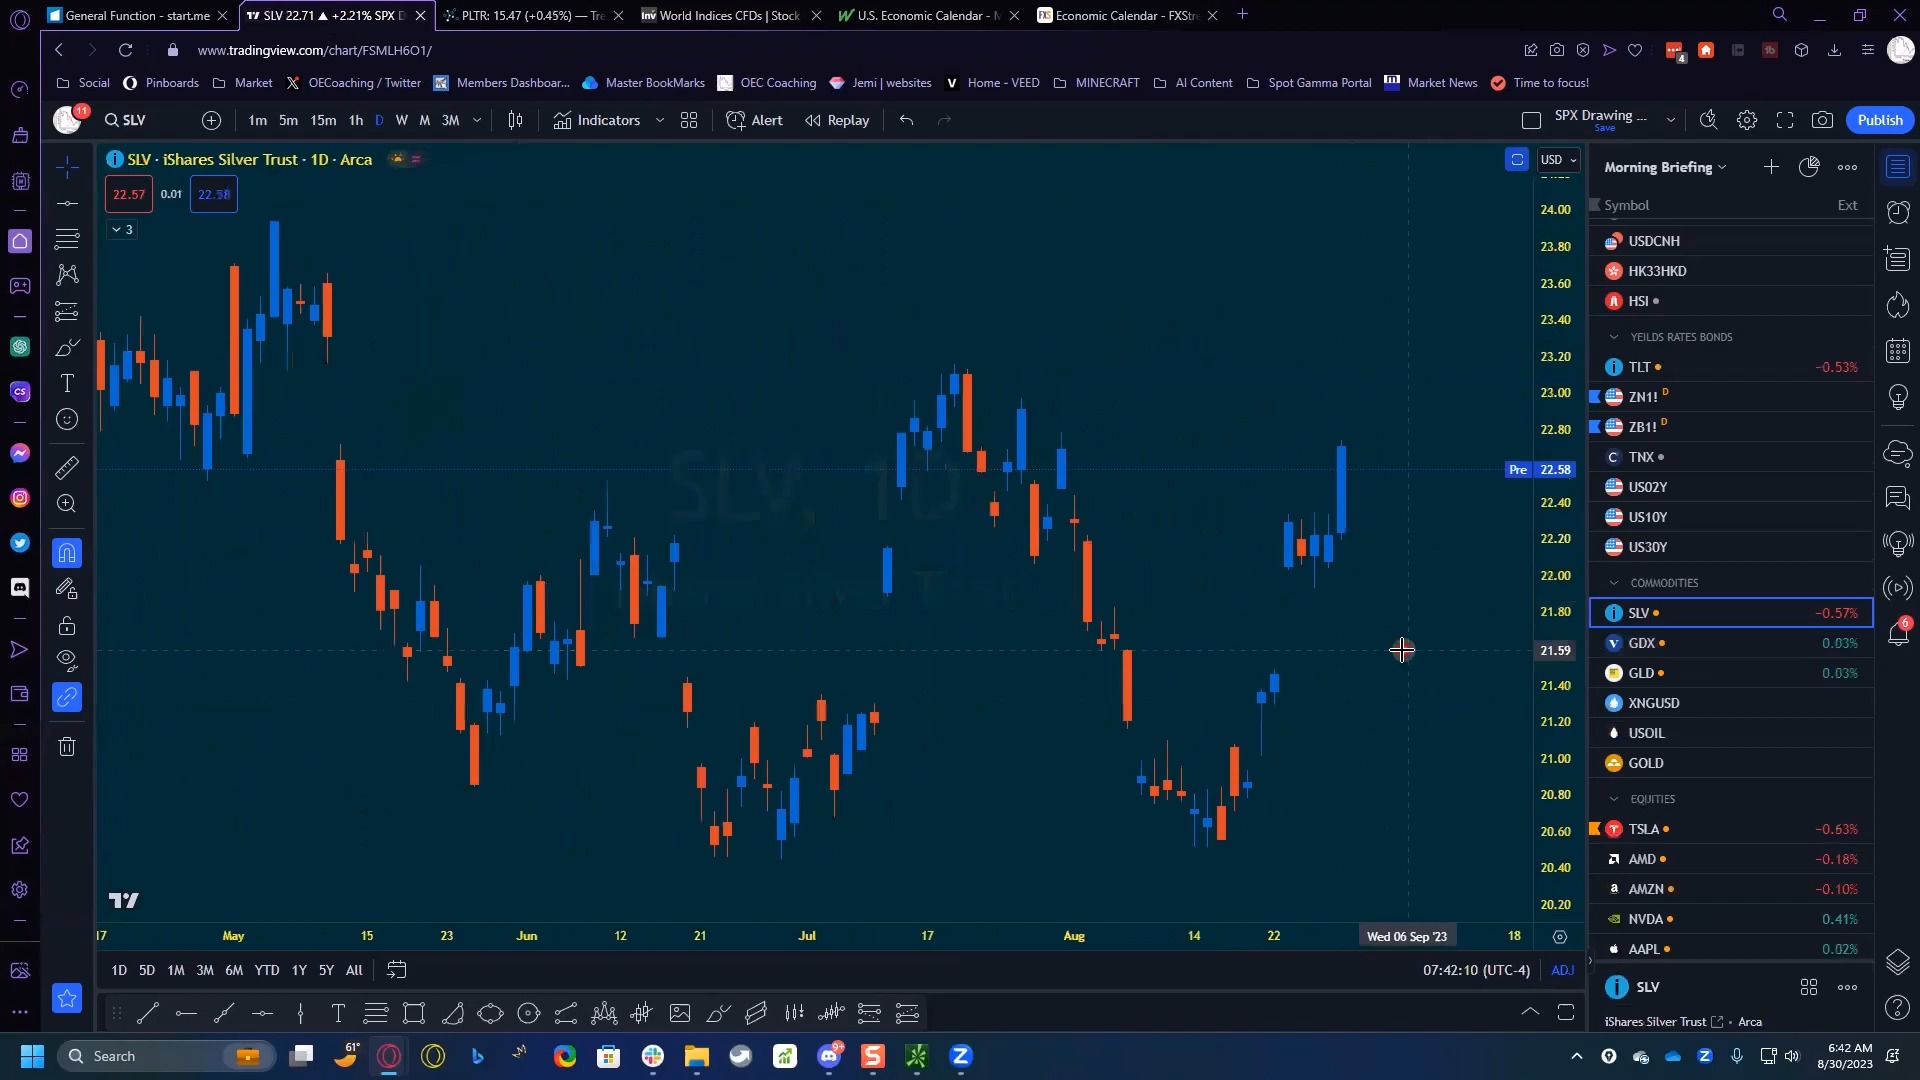 General Function - start.me
SLV 22.71 ▲ +2.21% SPX D
PLTR: 15.47 (+0.45%) — Tre
World Indices CFDs | Stock
U.S. Economic Calendar - M
Economic Calendar - FXStre
www.tradingview.com/chart/FSMLH6O1/
4
Social
Pinboards
Market
OECoaching / Twitter
Members Dashboar...
Master BookMarks
OEC Coaching
Jemi | websites
Home - VEED
MINECRAFT
AI Content
Spot Gamma Portal
Market News
Time to focus!
11
SLV
1m 5m 15m 1h D W M 3M
Indicators
Alert
Replay
SPX Drawing ...
Save
Publish
SLV · iShares Silver Trust · 1D · Arca
22.57
0.01
22.58
3
USD
24.00
23.80
23.60
23.40
23.20
23.00
22.80
Pre 22.58
22.40
22.20
22.00
21.80
21.59
21.40
21.20
21.00
20.80
20.60
20.40
20.20
SLV, 1D
17 May 15 23 Jun 12 21 Jul 17 Aug 14 22 Wed 06 Sep '23 18
1D 5D 1M 3M 6M YTD 1Y 5Y All
07:42:10 (UTC-4)
ADJ
Morning Briefing
Symbol Ext
USDCNH
HK33HKD
HSI
YEILDS RATES BONDS
TLT −0.53%
ZN1! D
ZB1! D
TNX
US02Y
US10Y
US30Y
COMMODITIES
SLV −0.57%
GDX 0.03%
GLD 0.03%
XNGUSD
USOIL
GOLD
EQUITIES
TSLA −0.63%
AMD −0.18%
AMZN −0.10%
NVDA 0.41%
AAPL 0.02%
SLV
iShares Silver Trust • Arca
6
Search
61°
9+
6:42 AM
8/30/2023